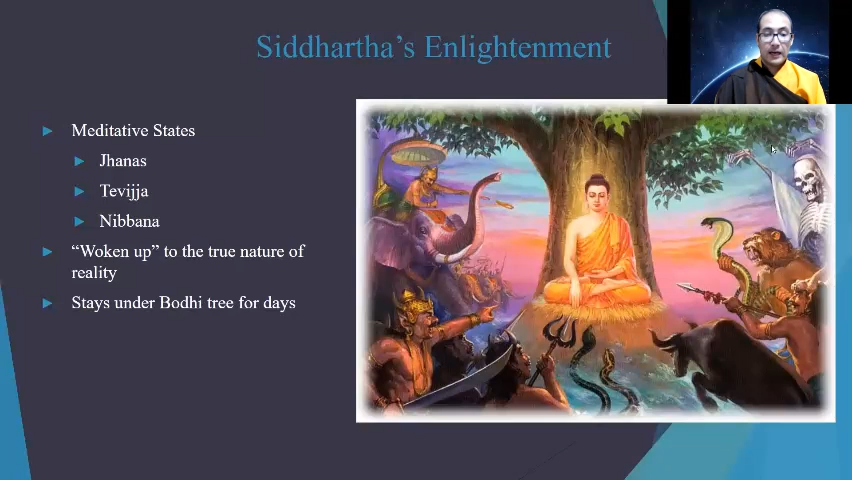 Siddhartha’s Enlightenment
Meditative States
Jhanas
Tevijja
Nibbana
“Woken up” to the true nature of
reality
Stays under Bodhi tree for days